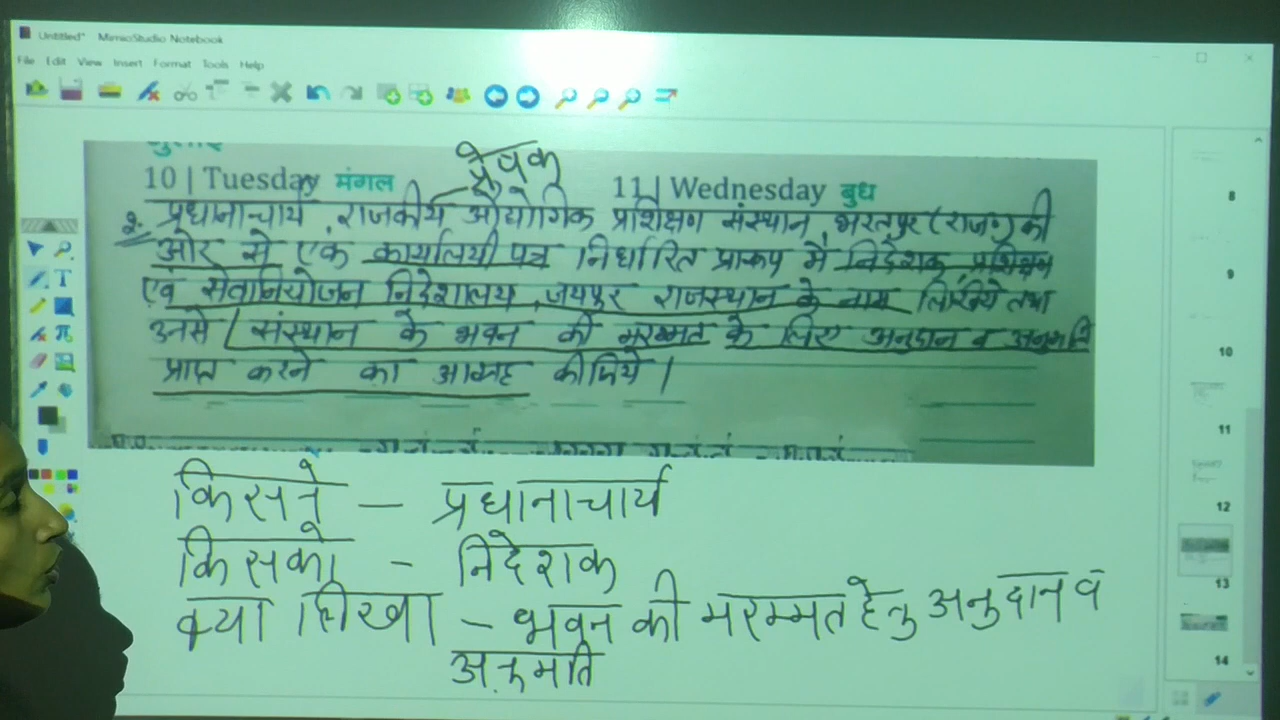 Untitled* MimioStudio Notebook
File Edit View Insert Format Tools Help
10 | Tuesday मंगल
11 | Wednesday बुध
प्रेषक
2. प्रधानाचार्य, राजकीय औद्योगिक प्रशिक्षण संस्थान, भरतपुर (राज०) की
ओर से एक कार्यालयी पत्र निर्धारित प्रारूप में निदेशक, प्रशिक्षण
एवं सेवानियोजन निदेशालय, जयपुर राजस्थान के नाम लिखिये तथा
उनसे संस्थान के भवन की मरम्मत के लिए अनुदान व अनुमति
प्राप्त करने का आग्रह कीजिये।
किसने – प्रधानाचार्य
किसको – निदेशक
क्या लिखा – भवन की मरम्मत हेतु अनुदान व
अनुमति
8
9
10
11
12
13
14